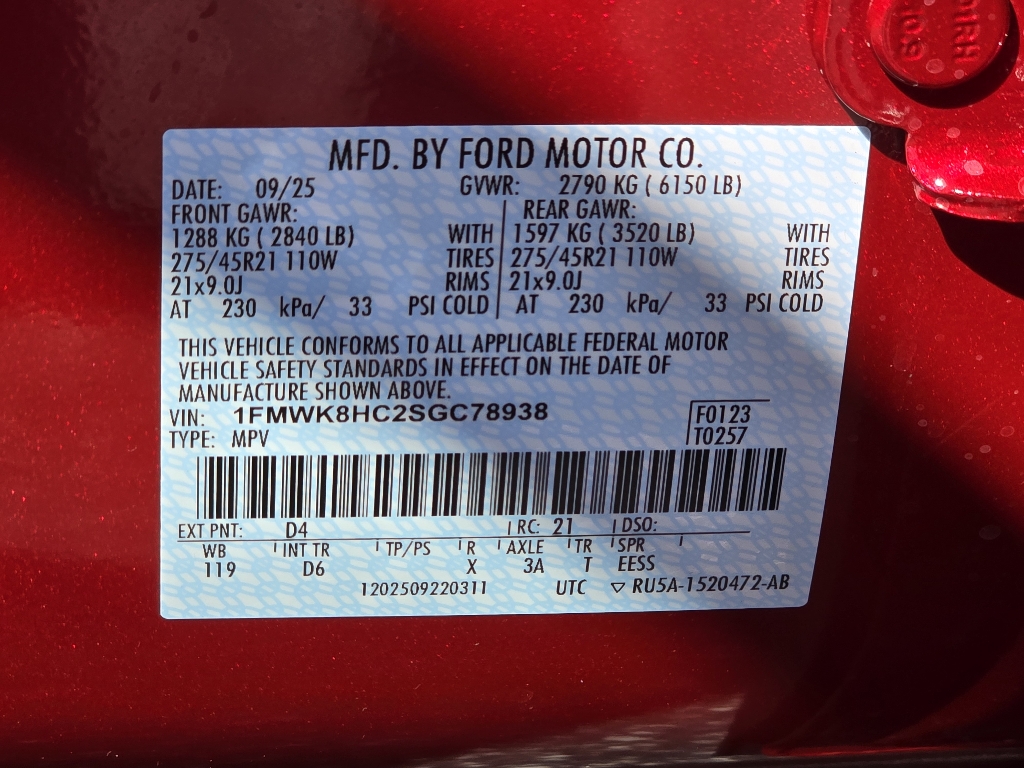 MFD. BY FORD MOTOR CO.
DATE: 09/25 GVWR: 2790 KG ( 6150 LB)
FRONT GAWR: REAR GAWR:
1288 KG ( 2840 LB) WITH 1597 KG ( 3520 LB) WITH
275/45R21 110W TIRES 275/45R21 110W TIRES
21x9.0J RIMS 21x9.0J RIMS
AT 230 kPa/ 33 PSI COLD AT 230 kPa/ 33 PSI COLD
THIS VEHICLE CONFORMS TO ALL APPLICABLE FEDERAL MOTOR
VEHICLE SAFETY STANDARDS IN EFFECT ON THE DATE OF
MANUFACTURE SHOWN ABOVE.
VIN: 1FMWK8HC2SGC78938 F0123
TYPE: MPV T0257
EXT PNT: D4 RC: 21 DSO:
WB INT TR TP/PS R AXLE TR SPR
119 D6 X 3A T EESS
1202509220311 UTC ▽ RU5A-1520472-AB
10.9